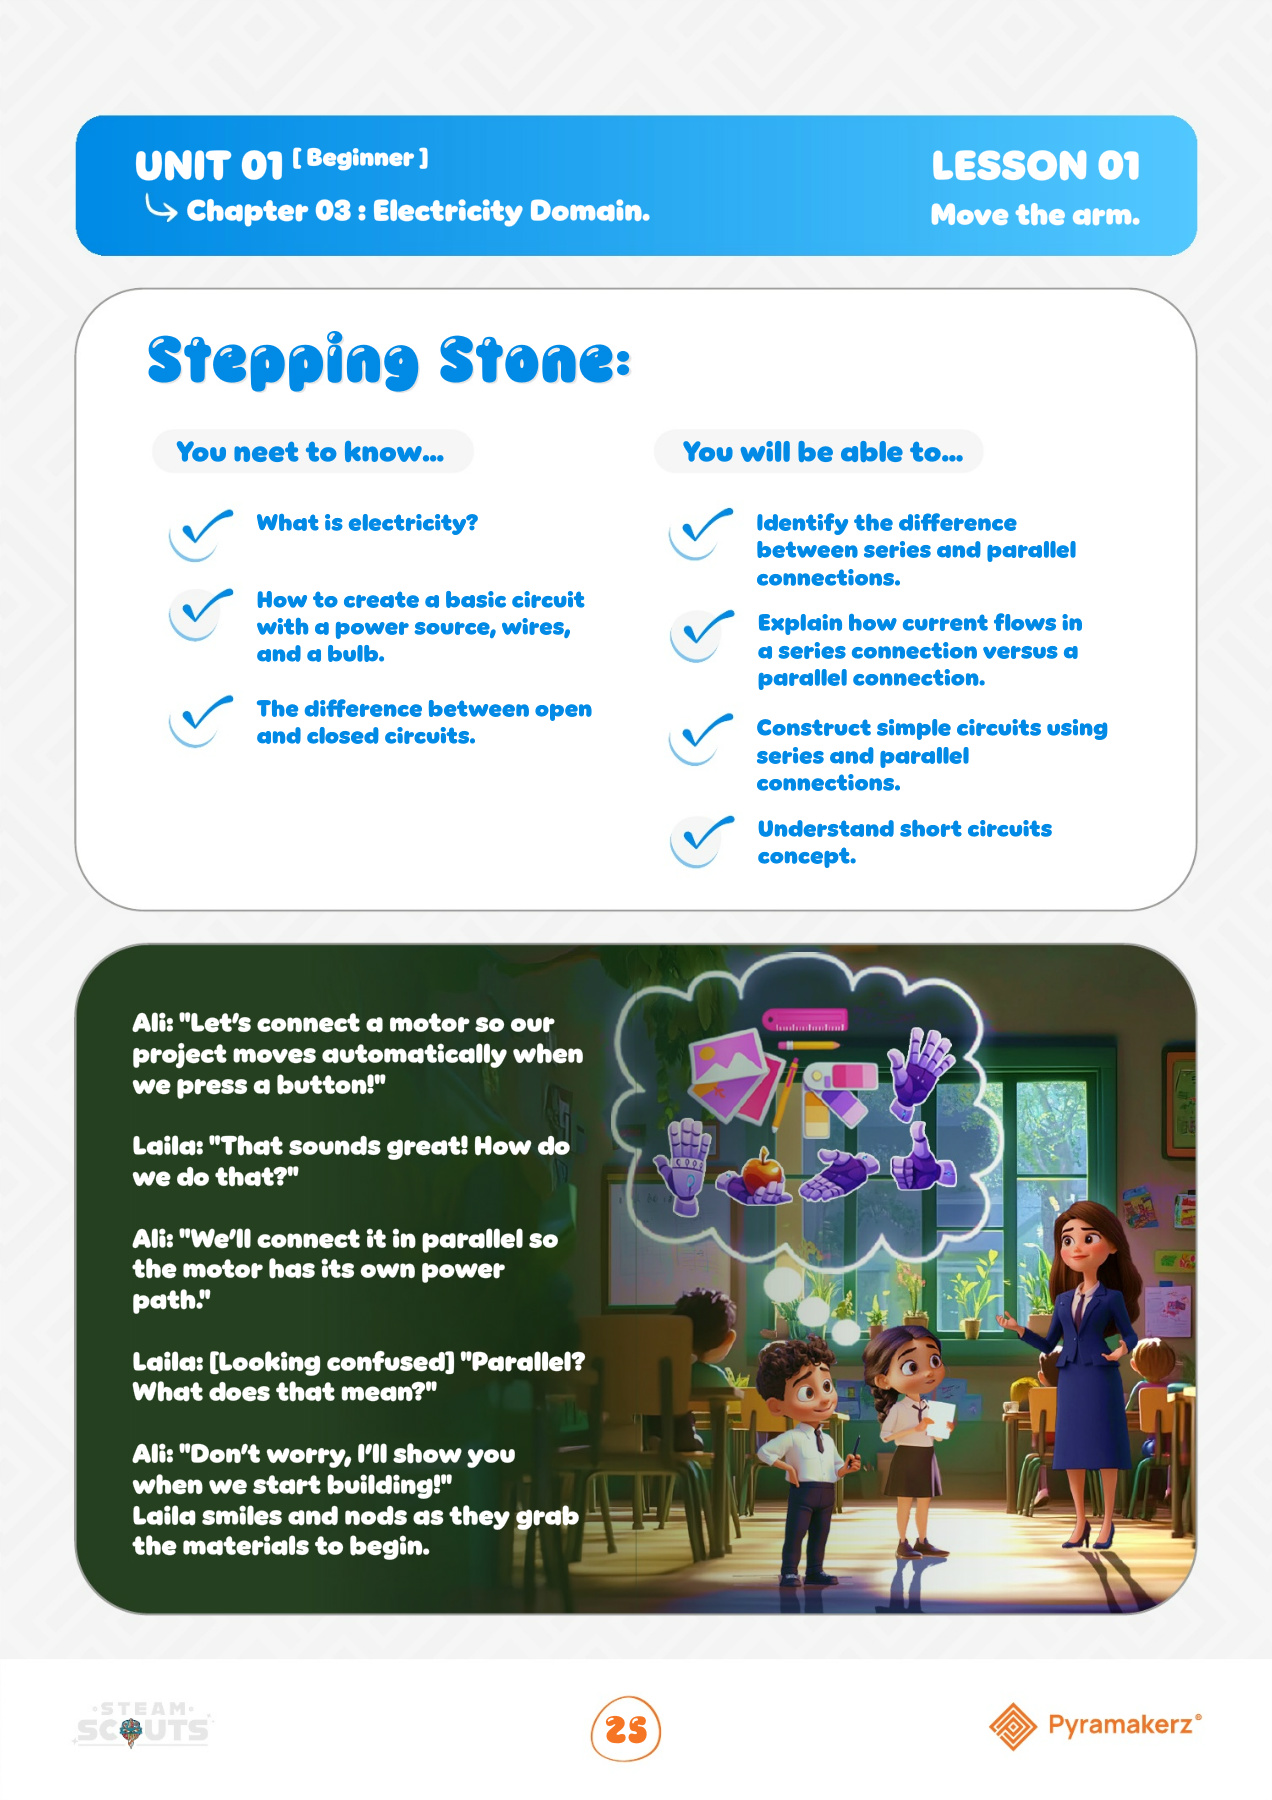 UNIT 01 [ Beginner ]
Chapter 03 : Electricity Domain.
LESSON 01
Move the arm.
Stepping Stone:
You neet to know...
What is electricity?
How to create a basic circuit
with a power source, wires,
and a bulb.
The difference between open
and closed circuits.
You will be able to...
Identify the difference
between series and parallel
connections.
Explain how current flows in
a series connection versus a
parallel connection.
Construct simple circuits using
series and parallel
connections.
Understand short circuits
concept.
Ali: "Let's connect a motor so our
project moves automatically when
we press a button!"
Laila: "That sounds great! How do
we do that?"
Ali: "We'll connect it in parallel so
the motor has its own power
path."
Laila: [Looking confused] "Parallel?
What does that mean?"
Ali: "Don't worry, I'll show you
when we start building!"
Laila smiles and nods as they grab
the materials to begin.
STEAM
SCOUTS
25
Pyramakerz®